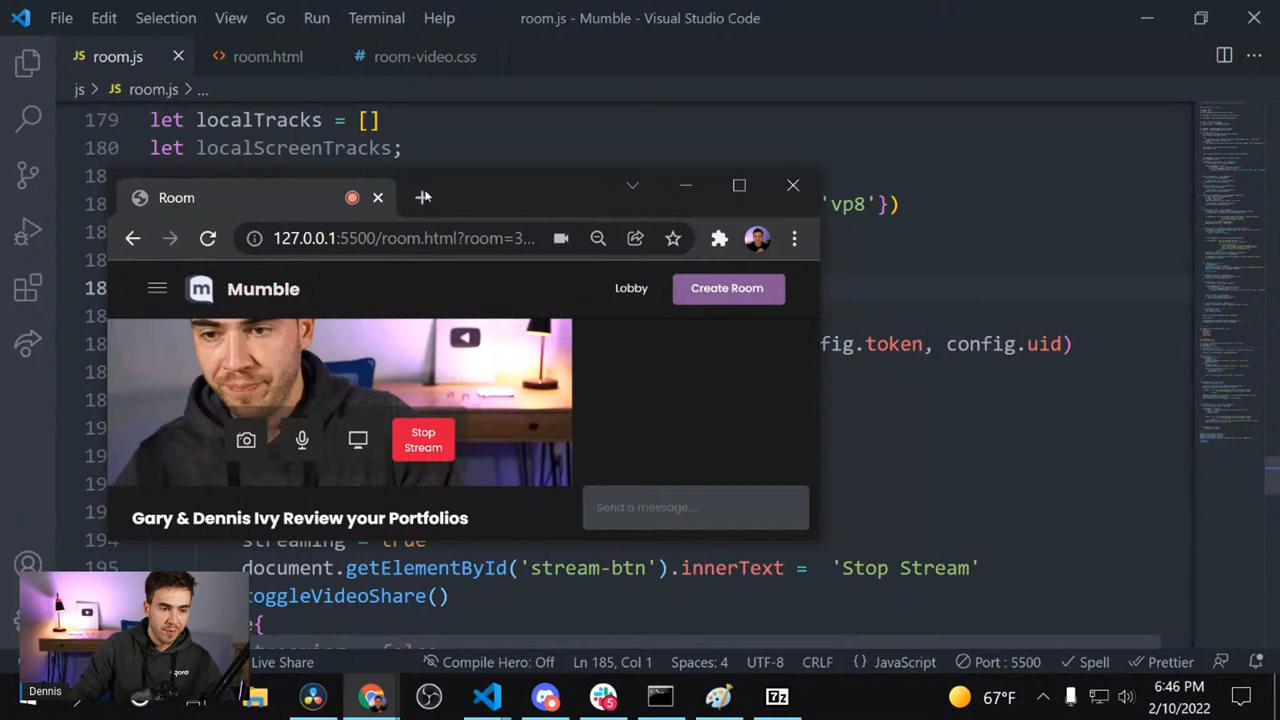 File Edit Selection View Go Run Terminal Help room.js - Mumble - Visual Studio Code
JS room.js room.html # room-video.css
js > room.js > ...
179 let localTracks = []
180 let localScreenTracks;
Room
'vp8'})
127.0.0.1:5500/room.html?room=3...
m Mumble Lobby Create Room
fig.token, config.uid)
Stop
Stream
Send a message...
Gary & Dennis Ivy Review your Portfolios
194 streaming = true
195 document.getElementById('stream-btn').innerText = 'Stop Stream'
toggleVideoShare()
{
Dennis
Live Share Compile Hero: Off Ln 185, Col 1 Spaces: 4 UTF-8 CRLF {} JavaScript Port : 5500 Spell Prettier
5 7z 67°F 6:46 PM
2/10/2022